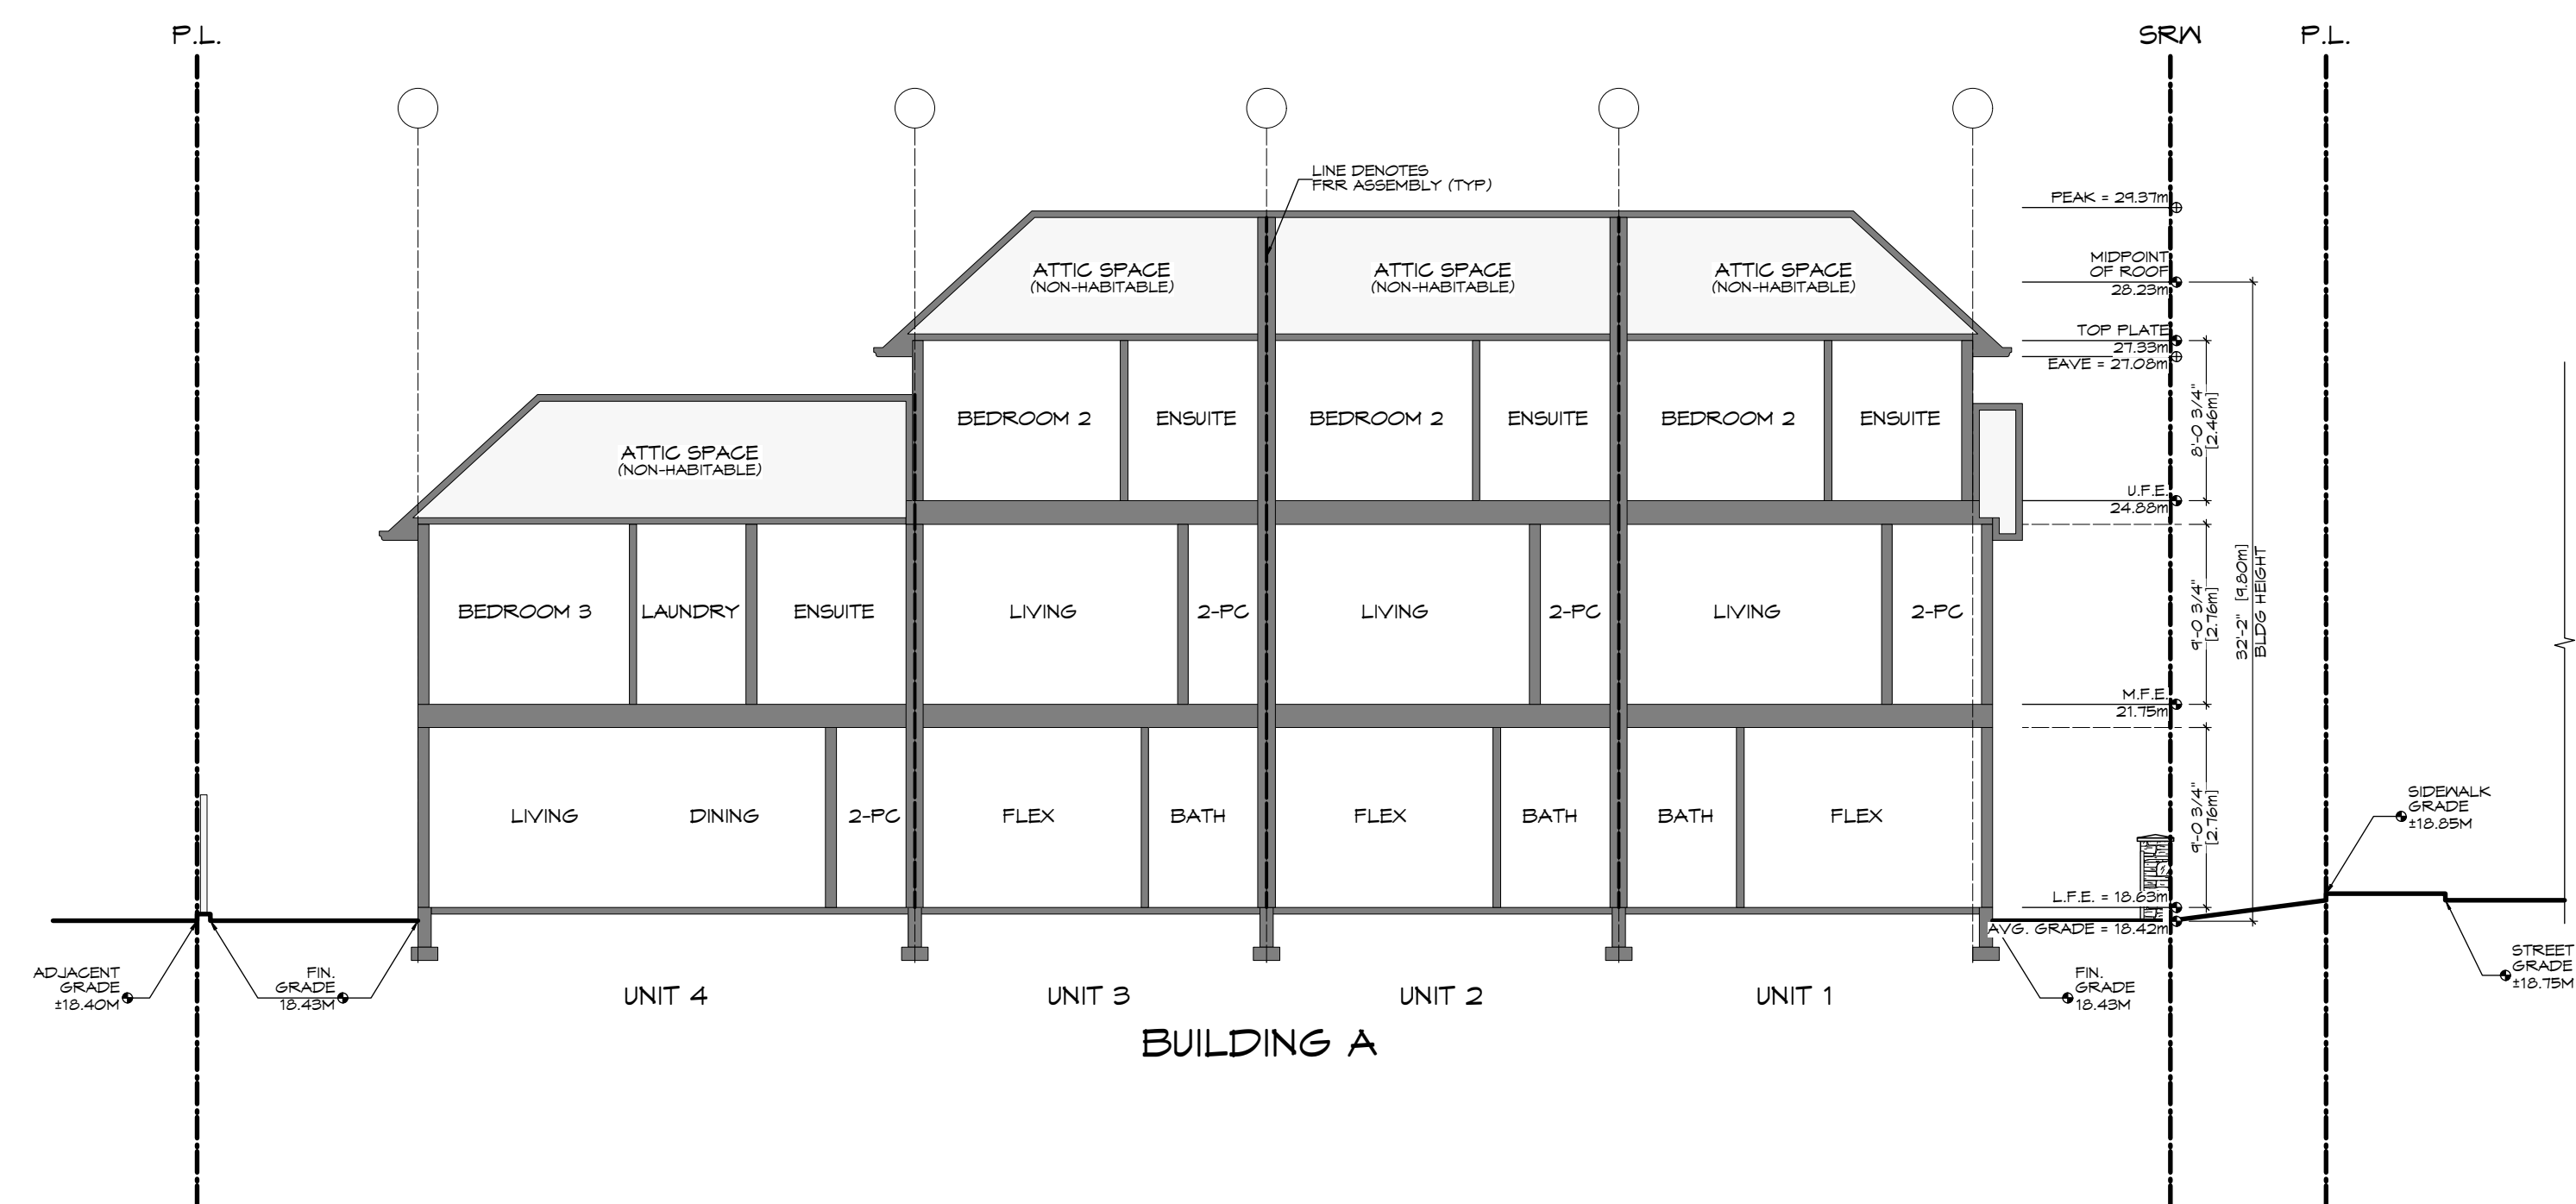 P.L.
SRW
P.L.
LINE DENOTES
FRR ASSEMBLY (TYP)
PEAK = 29.37m
MIDPOINT
OF ROOF
28.23m
TOP PLATE
27.33m
EAVE = 27.08m
ATTIC SPACE
(NON-HABITABLE)
ATTIC SPACE
(NON-HABITABLE)
ATTIC SPACE
(NON-HABITABLE)
ATTIC SPACE
(NON-HABITABLE)
BEDROOM 2
ENSUITE
BEDROOM 2
ENSUITE
BEDROOM 2
ENSUITE
8'-0 3/4"
[2.46m]
U.F.E.
24.88m
BEDROOM 3
LAUNDRY
ENSUITE
LIVING
2-PC
LIVING
2-PC
LIVING
2-PC
9'-0 3/4"
[2.76m]
32'-2" [9.80m]
BLDG HEIGHT
M.F.E.
21.75m
LIVING
DINING
2-PC
FLEX
BATH
FLEX
BATH
BATH
FLEX
9'-0 3/4"
[2.76m]
SIDEWALK
GRADE
±18.85M
L.F.E. = 18.63m
AVG. GRADE = 18.42m
ADJACENT
GRADE
±18.40M
FIN.
GRADE
18.43M
FIN.
GRADE
18.43M
STREET
GRADE
±18.75M
UNIT 4
UNIT 3
UNIT 2
UNIT 1
BUILDING A